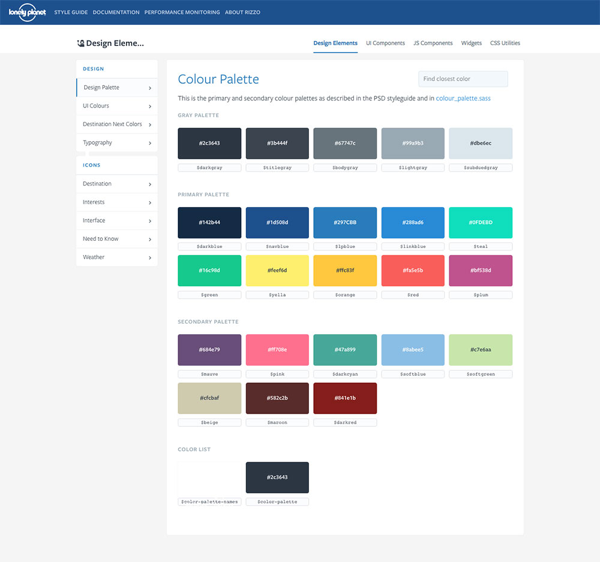 lonely planet STYLE GUIDE DOCUMENTATION PERFORMANCE MONITORING ABOUT RIZZO
Design Eleme...
Design Elements UI Components JS Components Widgets CSS Utilities
DESIGN
Design Palette
UI Colours
Destination Next Colors
Typography
ICONS
Destination
Interests
Interface
Need to Know
Weather
Colour Palette
Find closest color
This is the primary and secondary colour palettes as described in the PSD styleguide and in colour_palette.sass
GRAY PALETTE
#2c3643 #3b444f #67747c #99a9b3 #dbe6ec
$darkgray $titlegray $bodygray $lightgray $subduedgray
PRIMARY PALETTE
#142b44 #1d508d #297CBB #288ad6 #0FDEBD
$darkblue $navblue $lpblue $linkblue $teal
#16c98d #feef6d #ffc83f #fa5e5b #bf538d
$green $yella $orange $red $plum
SECONDARY PALETTE
#684e79 #ff708e #47a899 #8abee5 #c7e6aa
$mauve $pink $darkcyan $softblue $softgreen
#cfcbaf #582c2b #841e1b
$beige $maroon $darkred
COLOR LIST
#2c3643
$color-palette